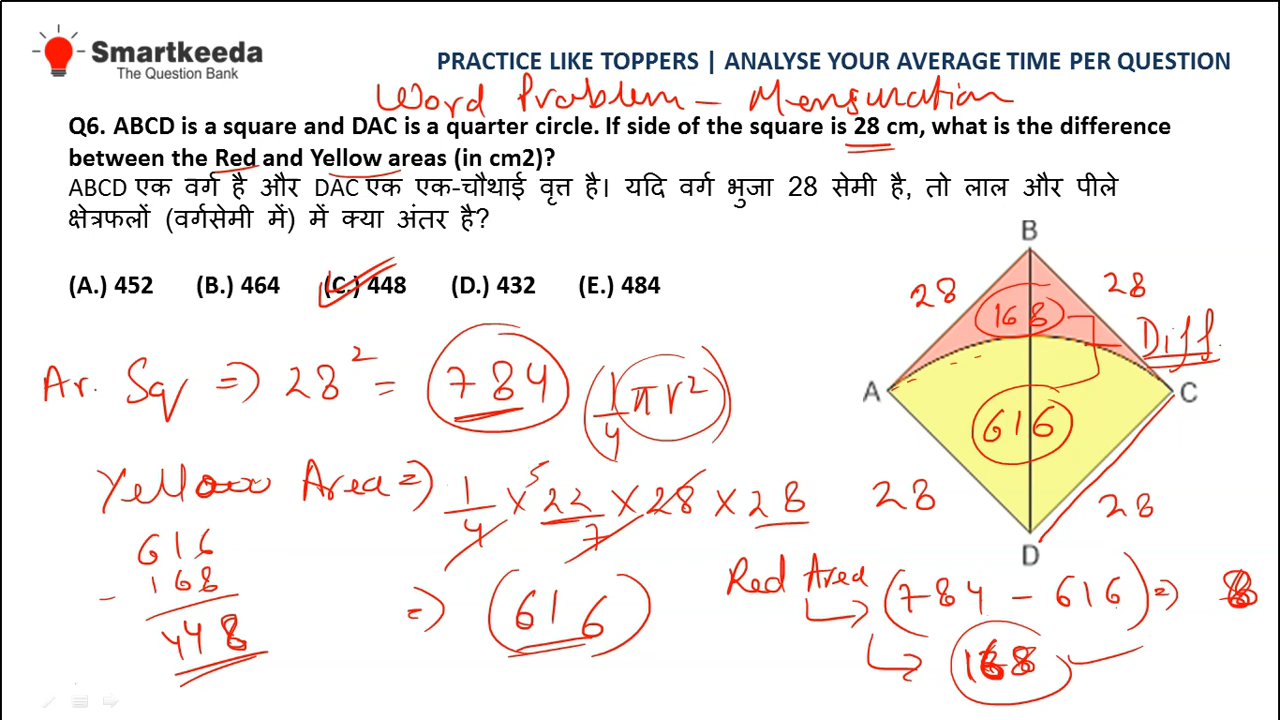 Smartkeeda
The Question Bank
PRACTICE LIKE TOPPERS | ANALYSE YOUR AVERAGE TIME PER QUESTION
Word Problem – Mensuration
Q6. ABCD is a square and DAC is a quarter circle. If side of the square is 28 cm, what is the difference
between the Red and Yellow areas (in cm2)?
ABCD एक वर्ग है और DAC एक एक-चौथाई वृत्त है। यदि वर्ग भुजा 28 सेमी है, तो लाल और पीले
क्षेत्रफलों (वर्गसेमी में) में क्या अंतर है?
(A.) 452 (B.) 464 (C.) 448 (D.) 432 (E.) 484
B
28 28
168
Diff.
A C
616
28 28
D
Ar. Sq => 28² = 784 (1/4 πr²)
Yellow Area => 1/4 × 22/7 × 28 × 28
=> (616)
616
- 168
448
Red Area
(784 – 616) =>
168